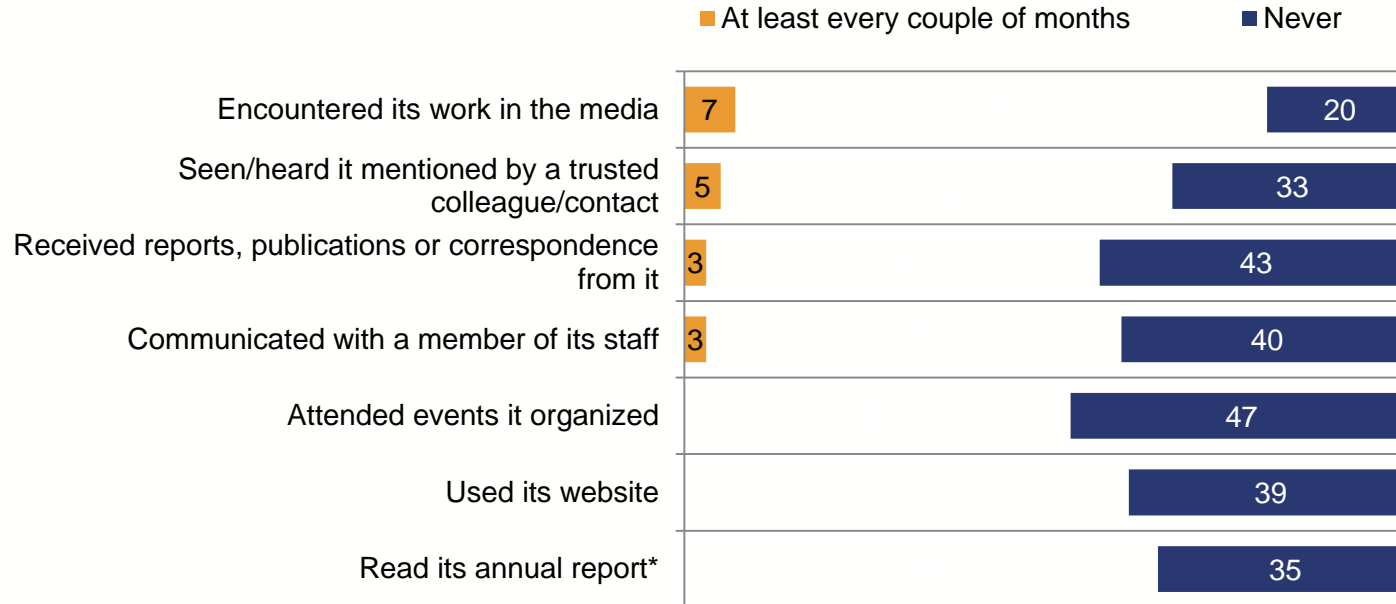 At least every couple of months Never
Encountered its work in the media 7 20
Seen/heard it mentioned by a trusted
colleague/contact 5 33
Received reports, publications or correspondence
from it 3 43
Communicated with a member of its staff 3 40
Attended events it organized 47
Used its website 39
Read its annual report* 35